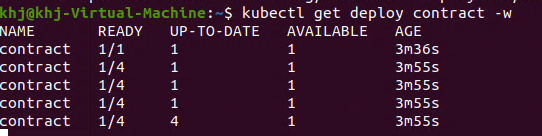 khj@khj-Virtual-Machine:~$ kubectl get deploy contract -w
NAME READY UP-TO-DATE AVAILABLE AGE
contract 1/1 1 1 3m36s
contract 1/4 1 1 3m55s
contract 1/4 1 1 3m55s
contract 1/4 1 1 3m55s
contract 1/4 4 1 3m55s